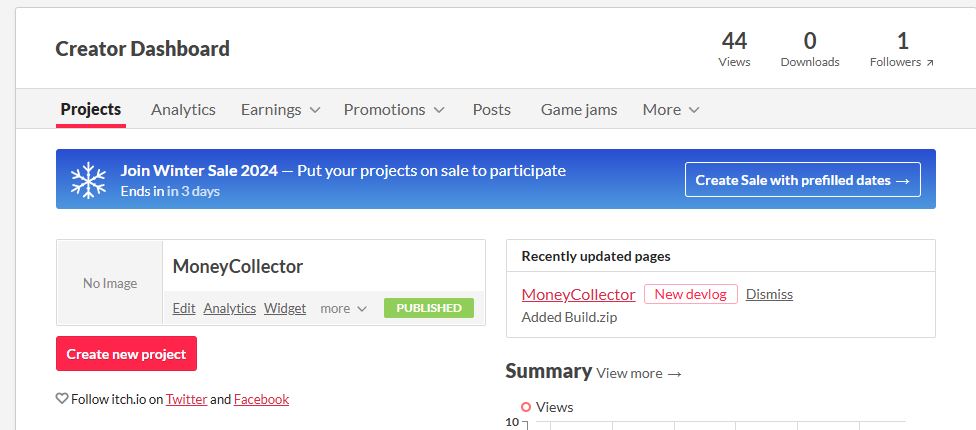 Creator Dashboard
44 0 1
Views Downloads Followers ↗
Projects Analytics Earnings Promotions Posts Game jams More
Join Winter Sale 2024 — Put your projects on sale to participate
Ends in in 3 days
Create Sale with prefilled dates →
No Image
MoneyCollector
Edit Analytics Widget more PUBLISHED
Create new project
Follow itch.io on Twitter and Facebook
Recently updated pages
MoneyCollector New devlog Dismiss
Added Build.zip
Summary View more →
Views
10